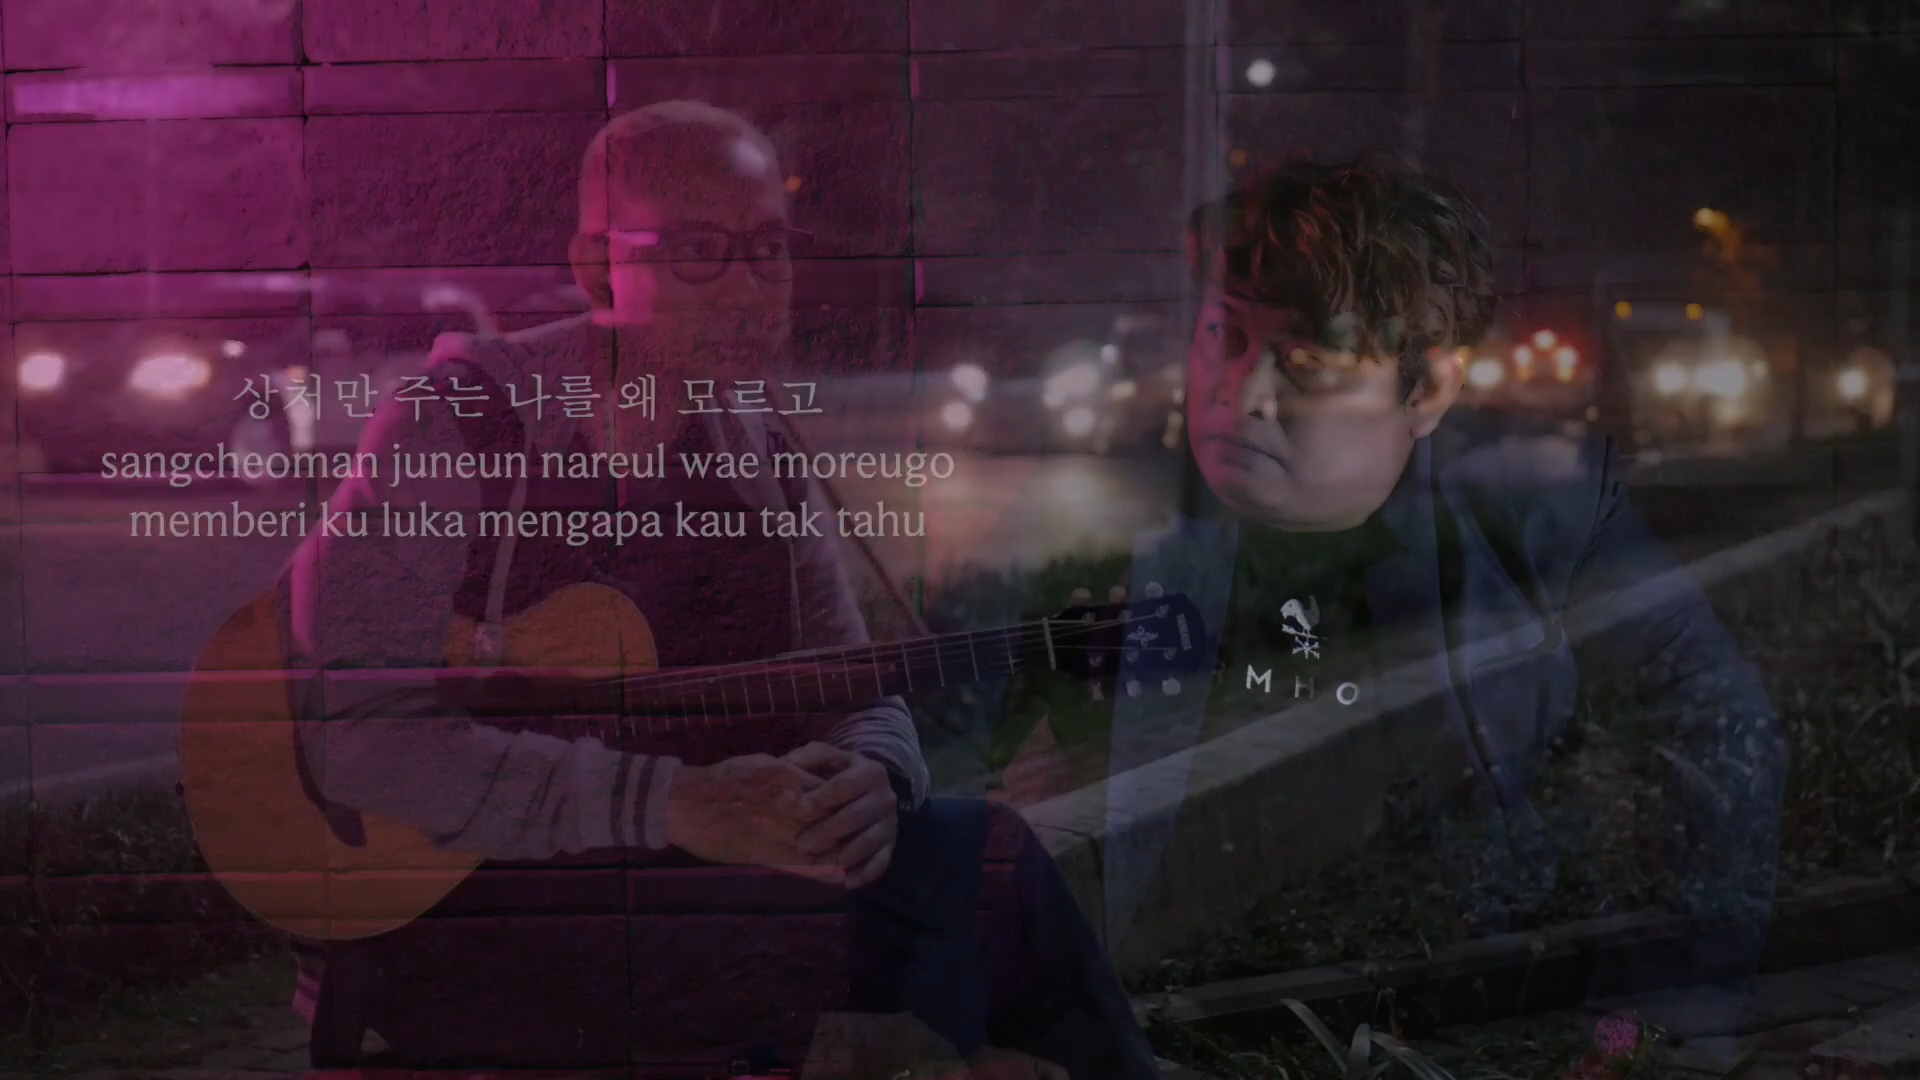 상처만 주는 나를 왜 모르고
sangcheoman juneun nareul wae moreugo
memberi ku luka mengapa kau tak tahu
M H O